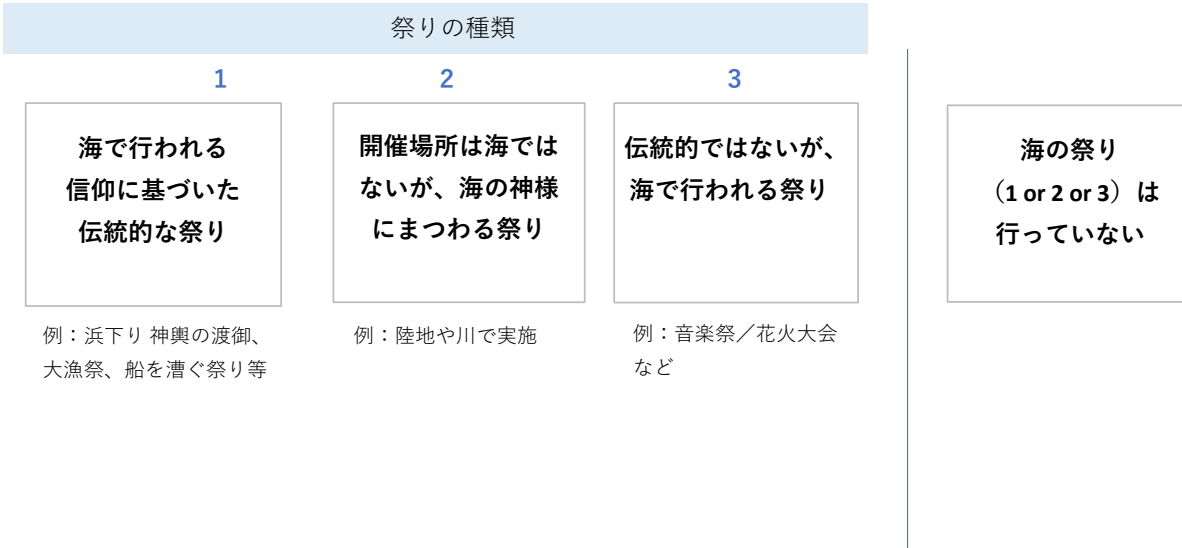 祭りの種類
1
海で行われる
信仰に基づいた
伝統的な祭り
例：浜下り 神輿の渡御、
大漁祭、船を漕ぐ祭り等
2
開催場所は海では
ないが、海の神様
にまつわる祭り
例：陸地や川で実施
3
伝統的ではないが、
海で行われる祭り
例：音楽祭／花火大会
など
海の祭り
（1 or 2 or 3）は
行っていない